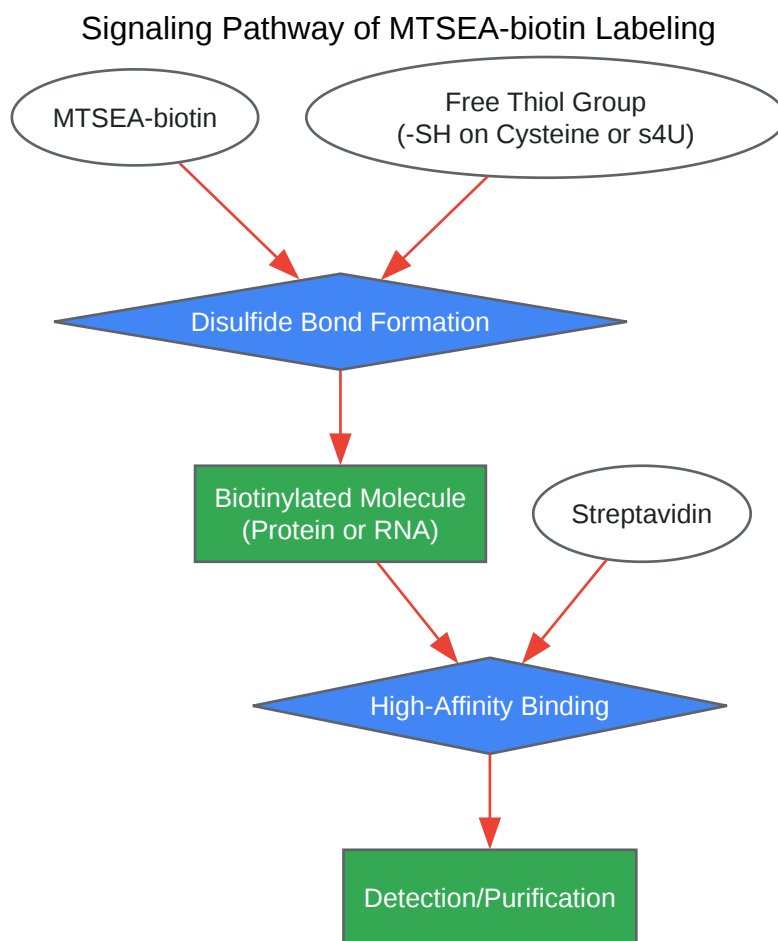 Signaling Pathway of MTSEA-biotin Labeling
MTSEA-biotin
Free Thiol Group
(-SH on Cysteine or s4U)
Disulfide Bond Formation
Biotinylated Molecule
(Protein or RNA)
Streptavidin
High-Affinity Binding
Detection/Purification